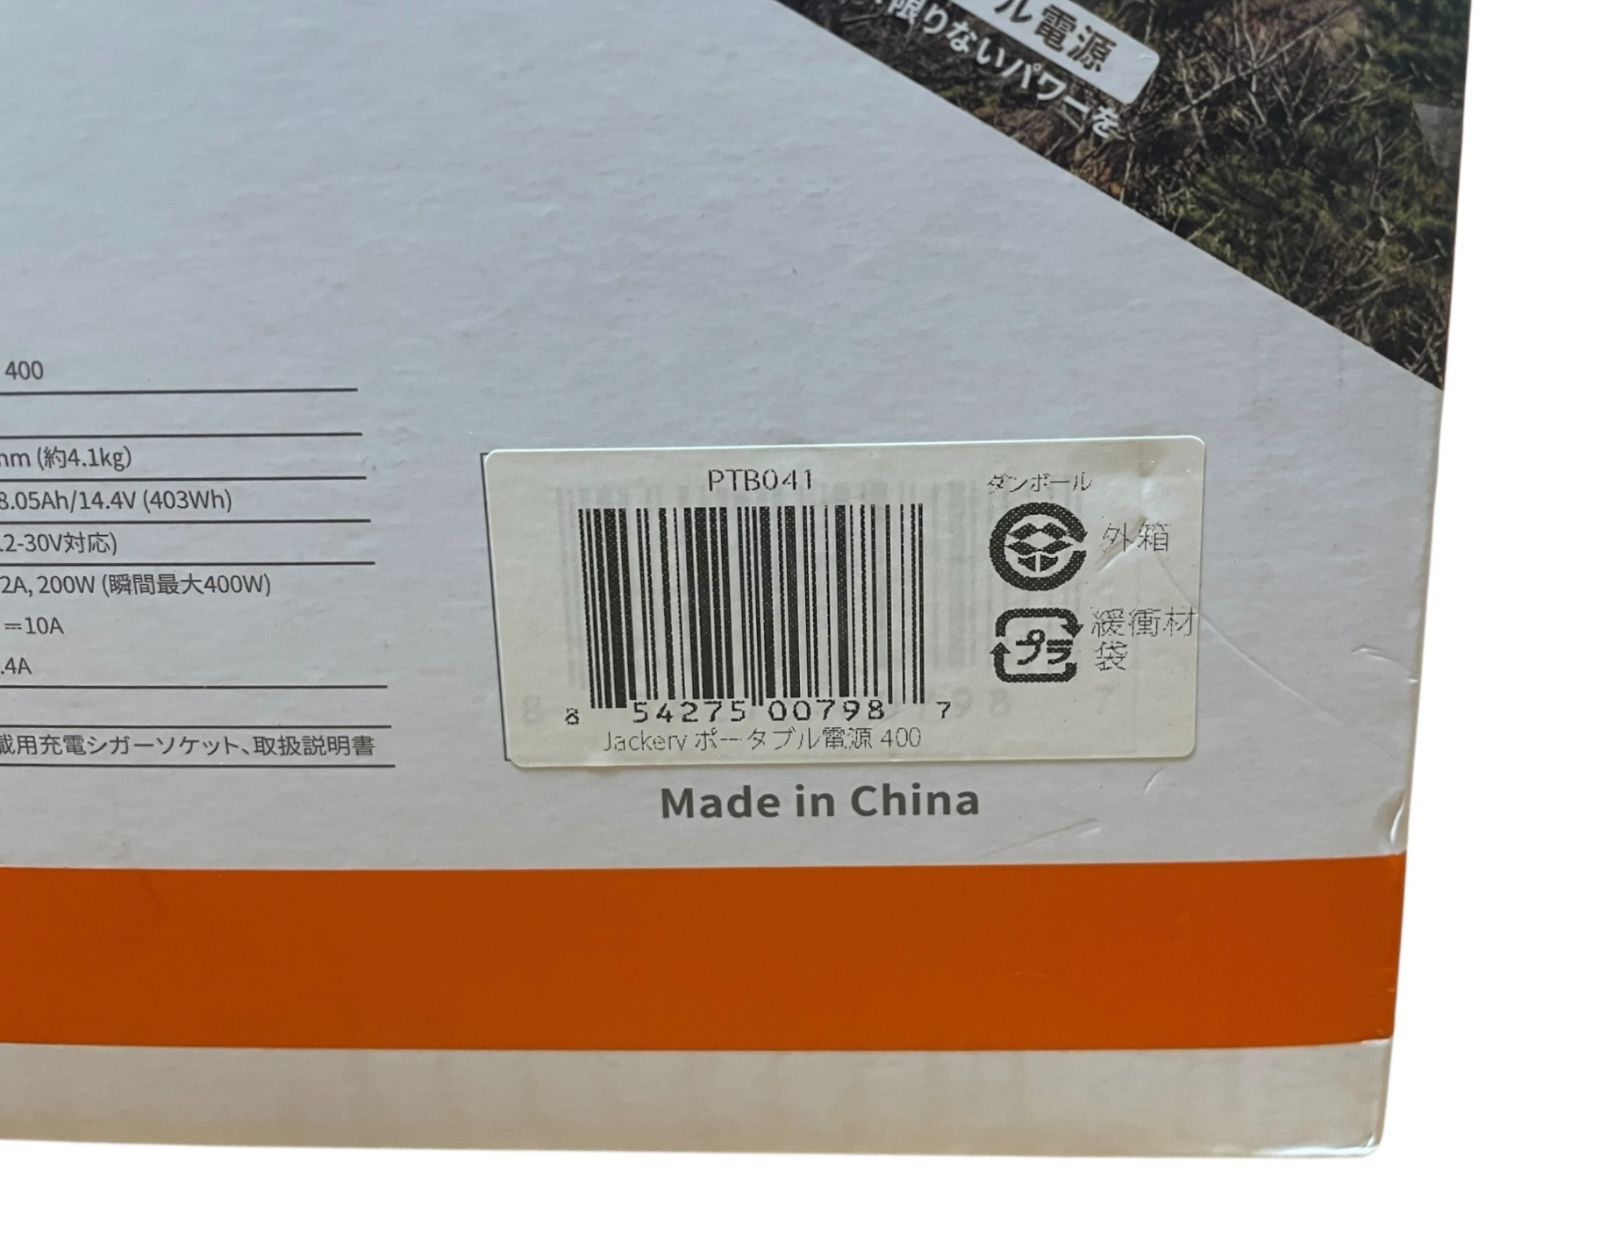 ル電源
限りないパワーを
400
mm (約4.1kg)
8.05Ah/14.4V (403Wh)
12-30V対応)
2A, 200W (瞬間最大400W)
⎓10A
.4A
載用充電シガーソケット、取扱説明書
PTB041
8 54275 00798 7
Jackery ポータブル電源 400
ダンボール
外箱
プラ
緩衝材
袋
Made in China